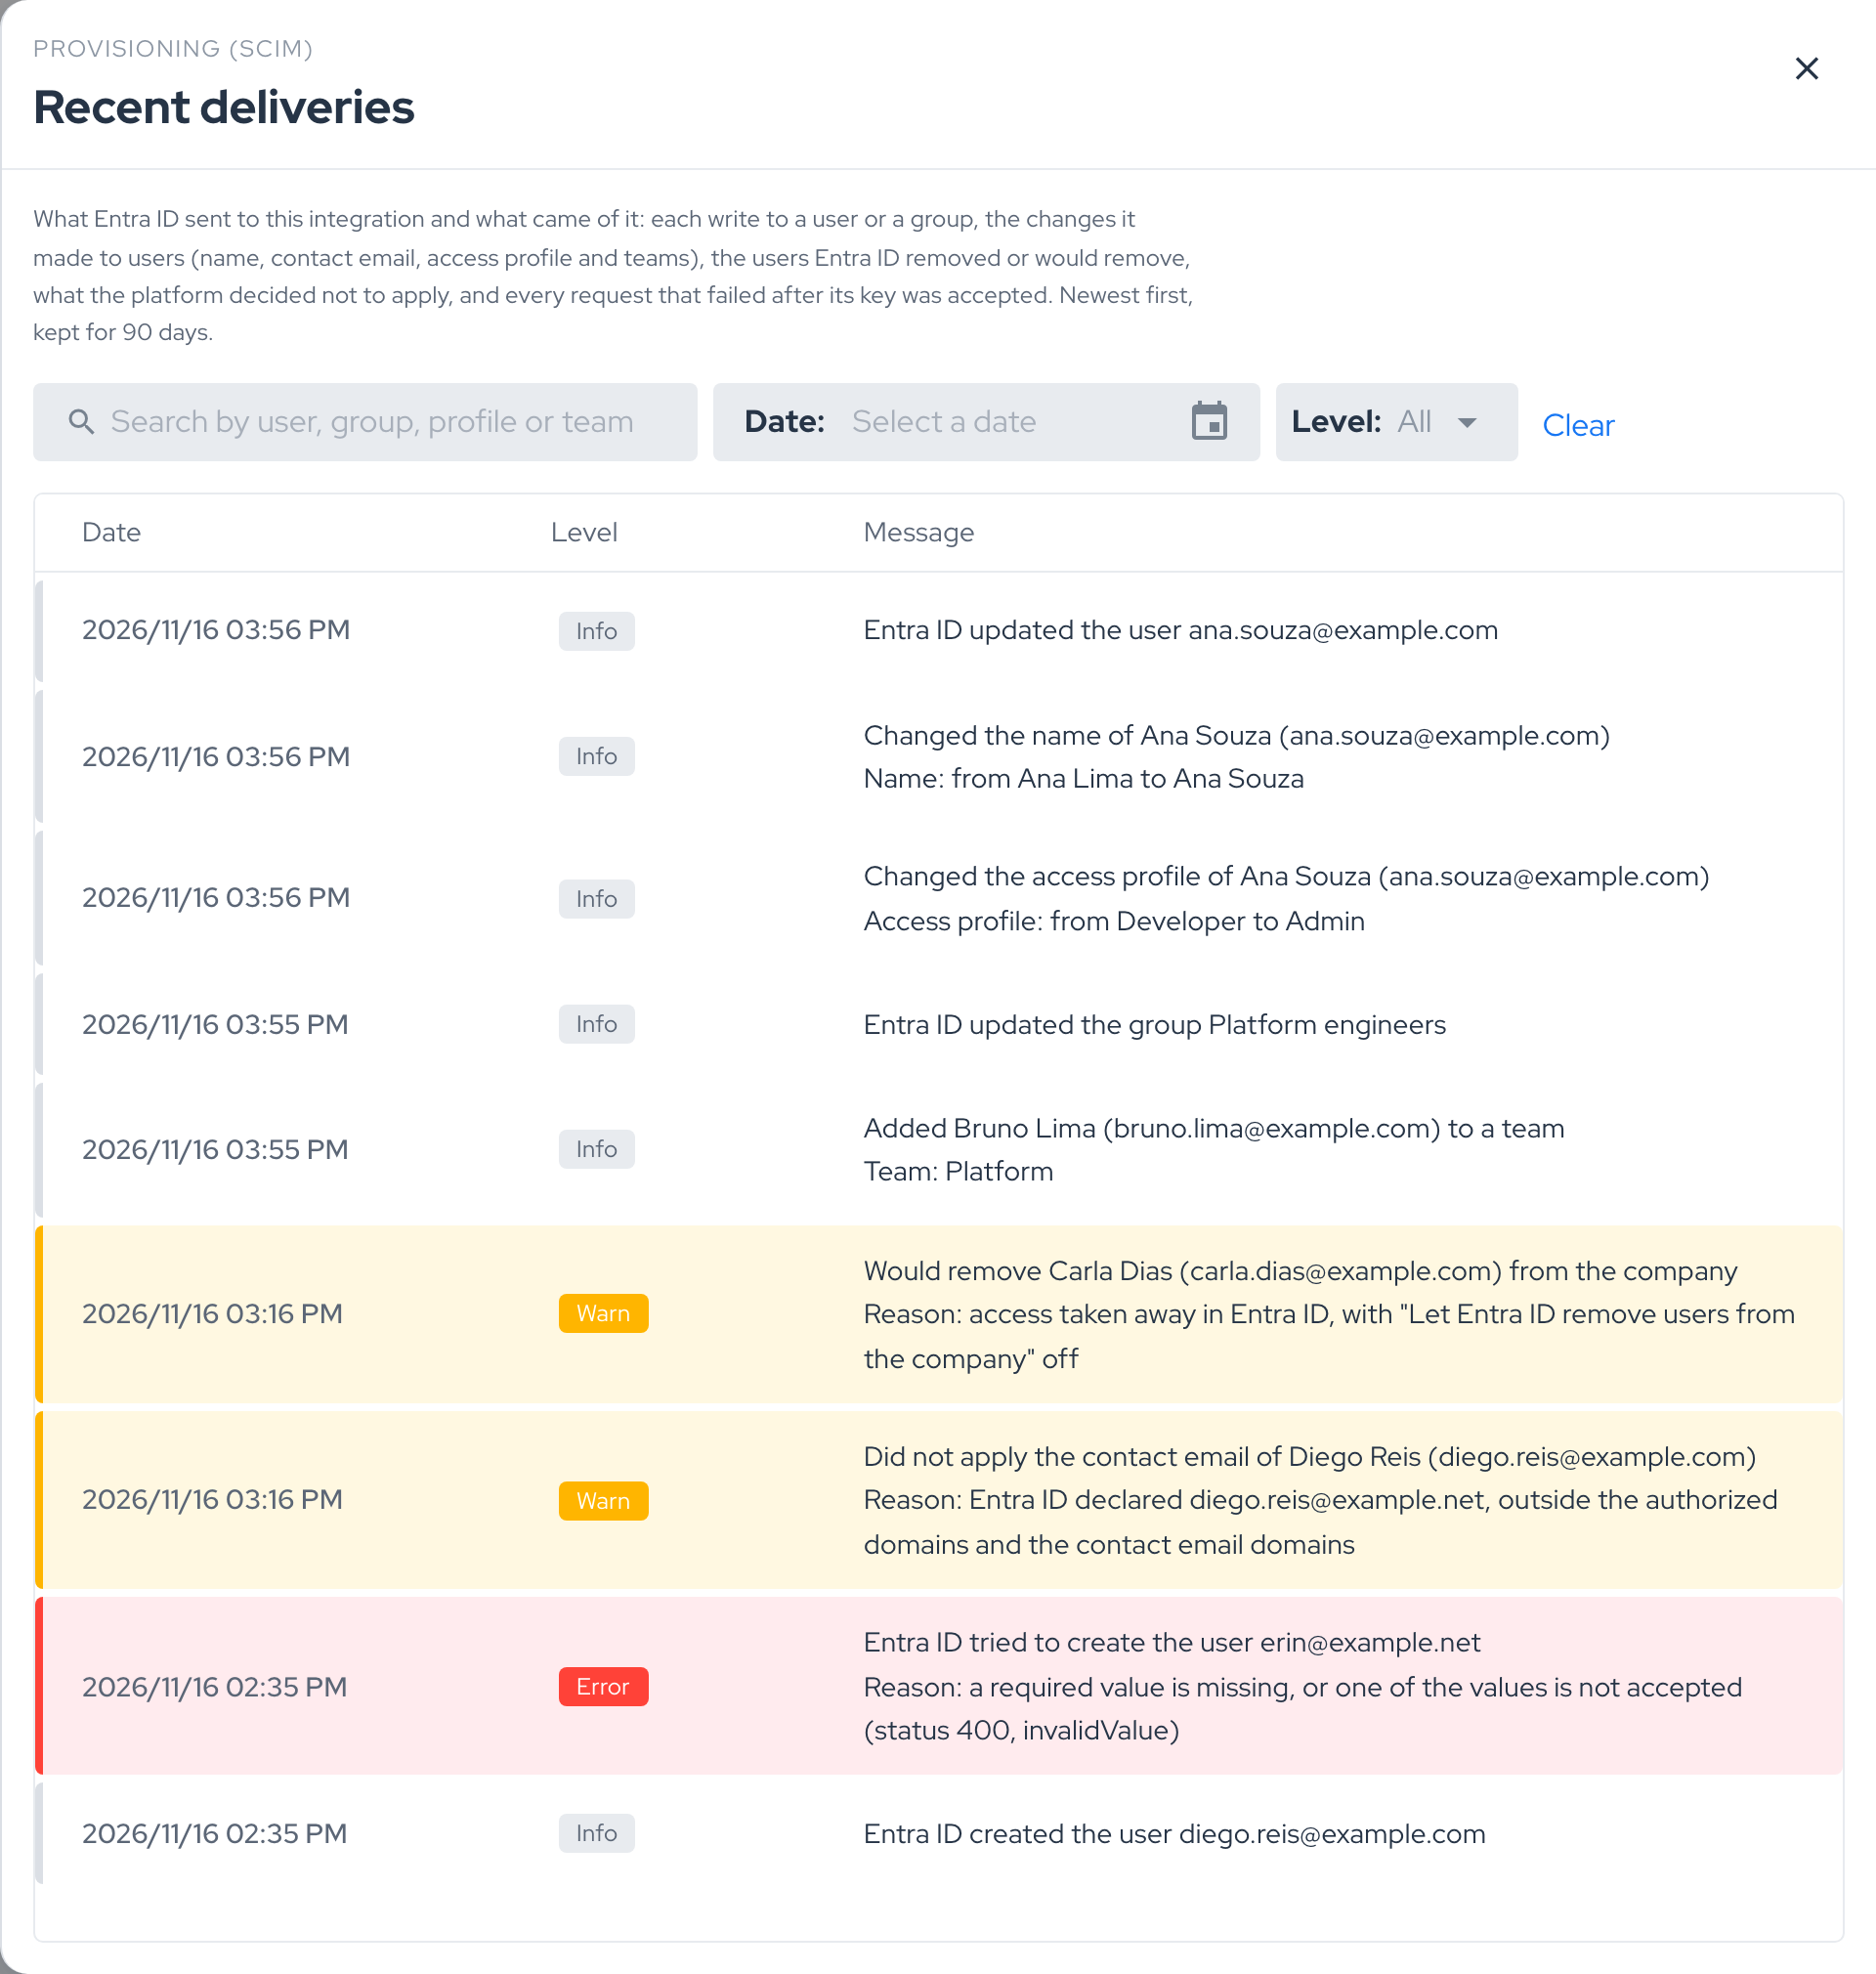 PROVISIONING (SCIM)
Recent deliveries
What Entra ID sent to this integration and what came of it: each write to a user or a group, the changes it
made to users (name, contact email, access profile and teams), the users Entra ID removed or would remove,
what the platform decided not to apply, and every request that failed after its key was accepted. Newest first,
kept for 90 days.
Search by user, group, profile or team
Date: Select a date
Level: All
Clear
Date Level Message
2026/11/16 03:56 PM Info Entra ID updated the user ana.souza@example.com
2026/11/16 03:56 PM Info Changed the name of Ana Souza (ana.souza@example.com)
Name: from Ana Lima to Ana Souza
2026/11/16 03:56 PM Info Changed the access profile of Ana Souza (ana.souza@example.com)
Access profile: from Developer to Admin
2026/11/16 03:55 PM Info Entra ID updated the group Platform engineers
2026/11/16 03:55 PM Info Added Bruno Lima (bruno.lima@example.com) to a team
Team: Platform
2026/11/16 03:16 PM Warn Would remove Carla Dias (carla.dias@example.com) from the company
Reason: access taken away in Entra ID, with "Let Entra ID remove users from
the company" off
2026/11/16 03:16 PM Warn Did not apply the contact email of Diego Reis (diego.reis@example.com)
Reason: Entra ID declared diego.reis@example.net, outside the authorized
domains and the contact email domains
2026/11/16 02:35 PM Error Entra ID tried to create the user erin@example.net
Reason: a required value is missing, or one of the values is not accepted
(status 400, invalidValue)
2026/11/16 02:35 PM Info Entra ID created the user diego.reis@example.com